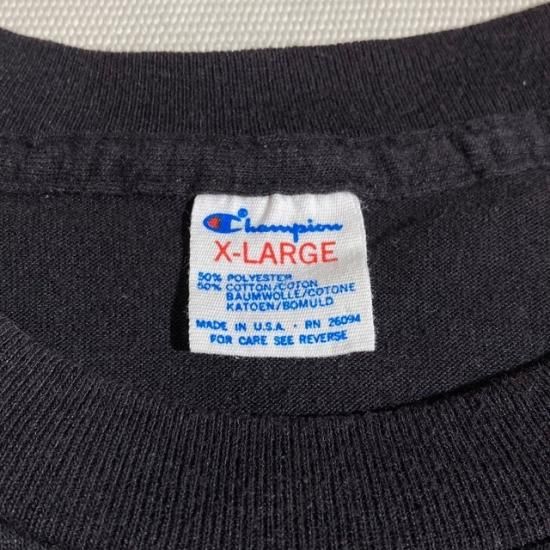 Champion
X-LARGE
50% POLYESTER
50% COTTON/COTON
BAUMWOLLE/COTONE
KATOEN/BOMULD
MADE IN U.S.A. · RN 26094
FOR CARE SEE REVERSE